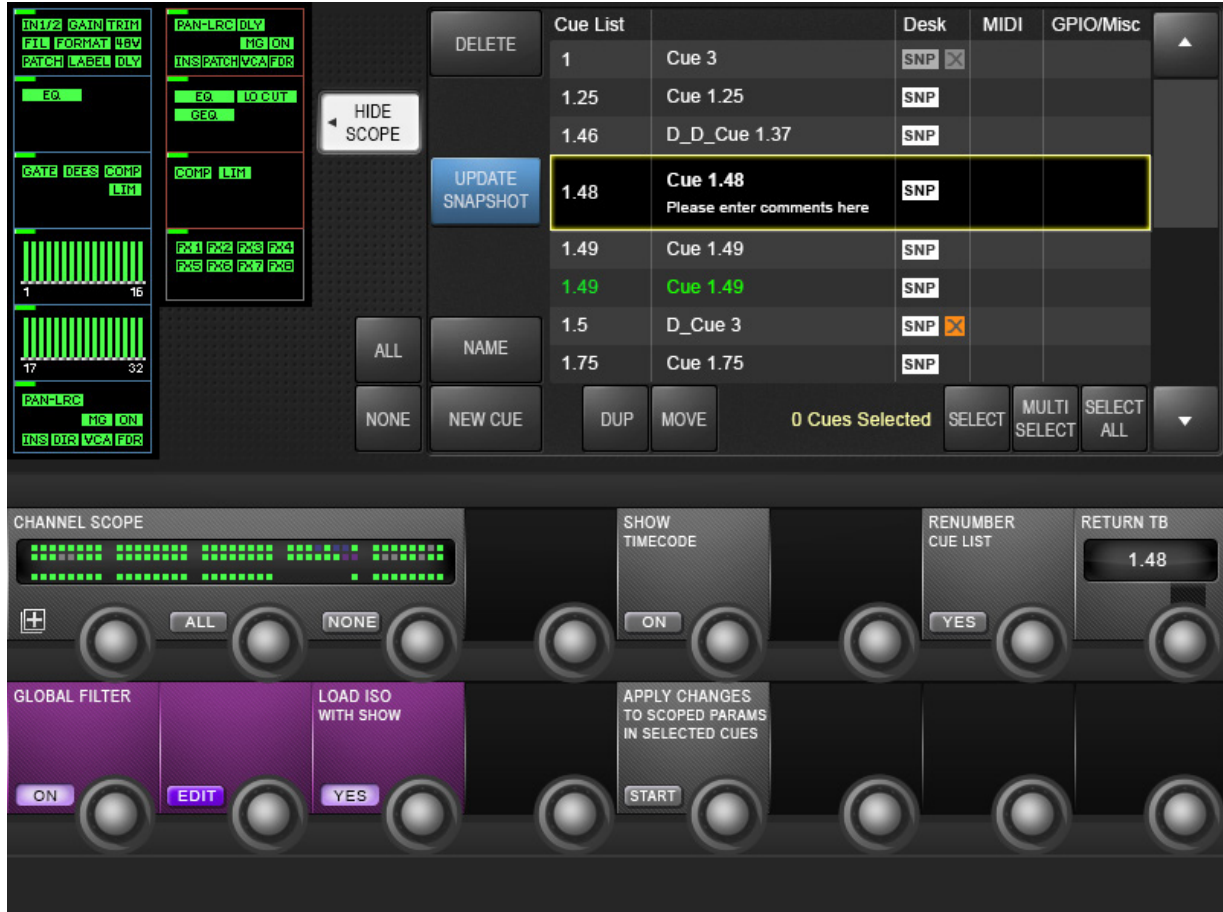 IN1/2 GAIN TRIM
FIL FORMAT 48V
PATCH LABEL DLY
EQ
GATE DEES COMP
LIM
1 16
17 32
PAN-LRC
MG ON
INS DIR VCA FDR
PAN-LRC DLY
MG ON
INS PATCH VCA FDR
EQ LO CUT
GEQ
COMP LIM
FX1 FX2 FX3 FX4
FX5 FX6 FX7 FX8
HIDE
SCOPE
ALL
NONE
DELETE
UPDATE
SNAPSHOT
NAME
NEW CUE
Cue List Desk MIDI GPIO/Misc
1 Cue 3 SNP X
1.25 Cue 1.25 SNP
1.46 D_D_Cue 1.37 SNP
1.48 Cue 1.48 SNP
Please enter comments here
1.49 Cue 1.49 SNP
1.49 Cue 1.49 SNP
1.5 D_Cue 3 SNP X
1.75 Cue 1.75 SNP
DUP
MOVE
0 Cues Selected
SELECT
MULTI
SELECT
SELECT
ALL
CHANNEL SCOPE
ALL
NONE
SHOW
TIMECODE
ON
RENUMBER
CUE LIST
YES
RETURN TB
1.48
GLOBAL FILTER
ON
EDIT
LOAD ISO
WITH SHOW
YES
APPLY CHANGES
TO SCOPED PARAMS
IN SELECTED CUES
START